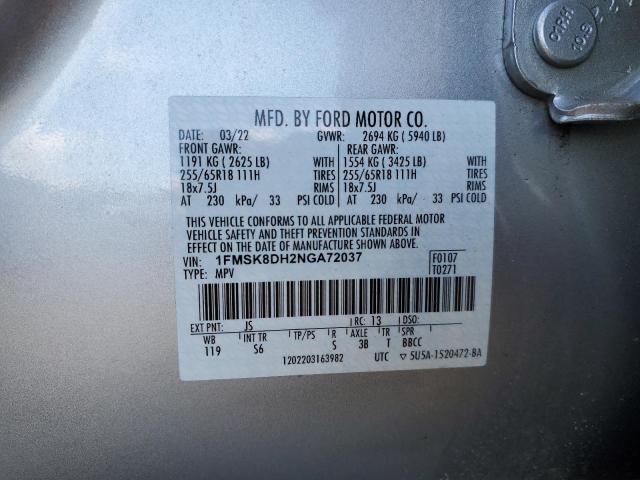 C1RH
10.9
MFD. BY FORD MOTOR CO.
DATE: 03/22 GVWR: 2694 KG ( 5940 LB)
FRONT GAWR: REAR GAWR:
1191 KG ( 2625 LB) WITH 1554 KG ( 3425 LB) WITH
255/65R18 111H TIRES 255/65R18 111H TIRES
18x7.5J RIMS 18x7.5J RIMS
AT 230 kPa/ 33 PSI COLD AT 230 kPa/ 33 PSI COLD
THIS VEHICLE CONFORMS TO ALL APPLICABLE FEDERAL MOTOR
VEHICLE SAFETY AND THEFT PREVENTION STANDARDS IN
EFFECT ON THE DATE OF MANUFACTURE SHOWN ABOVE.
VIN: 1FMSK8DH2NGA72037 F0107
TYPE: MPV T0271
EXT PNT: JS RC: 13 DSO:
WB INT TR TP/PS R AXLE TR SPR
119 S6 S 3B T BBCC
1202203163982 UTC ▽ 5U5A-1520472-BA